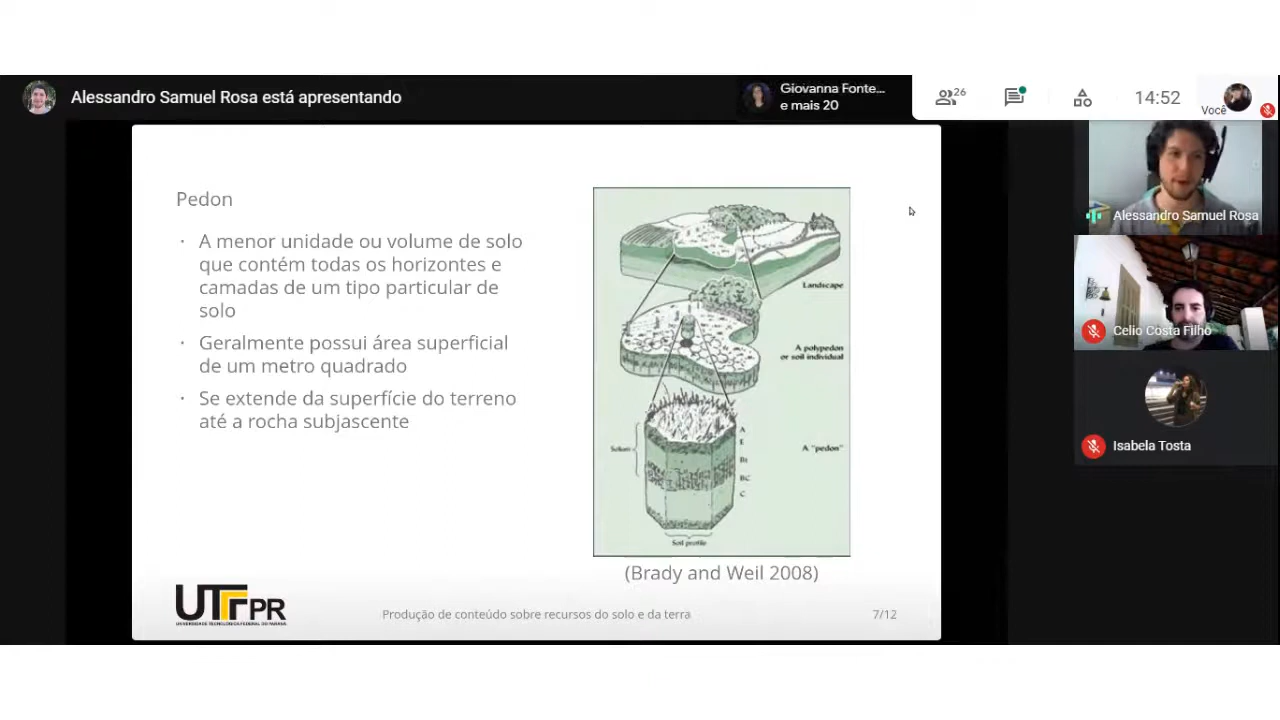 Alessandro Samuel Rosa está apresentando
Giovanna Fonte...
e mais 20
26
14:52
Você
Pedon
· A menor unidade ou volume de solo
que contém todas os horizontes e
camadas de um tipo particular de
solo
· Geralmente possui área superficial
de um metro quadrado
· Se extende da superfície do terreno
até a rocha subjascente
Landscape
A polypedon
or soil individual
A
E
Bt
BC
C
Solum
A "pedon"
Soil profile
(Brady and Weil 2008)
UTFPR
UNIVERSIDADE TECNOLÓGICA FEDERAL DO PARANÁ
Produção de conteúdo sobre recursos do solo e da terra
7/12
Alessandro Samuel Rosa
Celio Costa Filho
Isabela Tosta